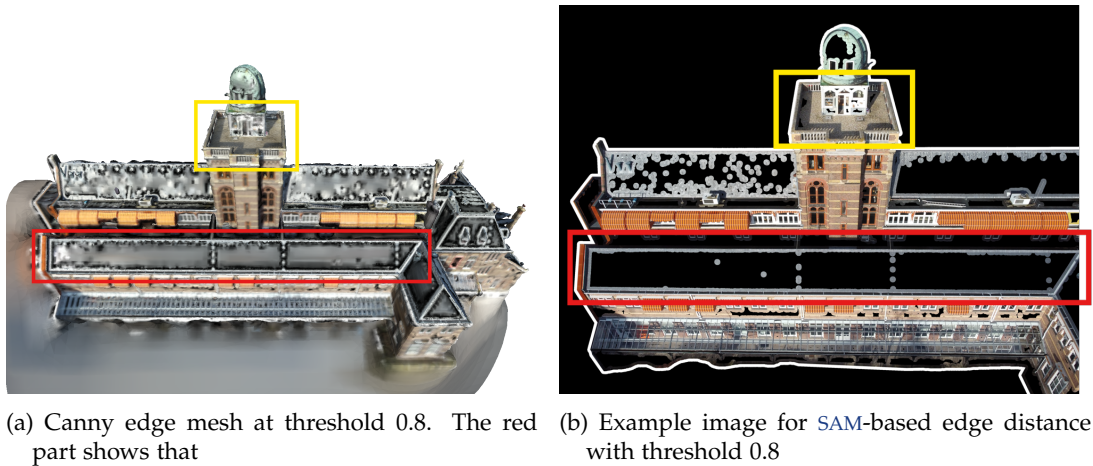 (a) Canny edge mesh at threshold 0.8. The red
part shows that
(b) Example image for SAM-based edge distance
with threshold 0.8